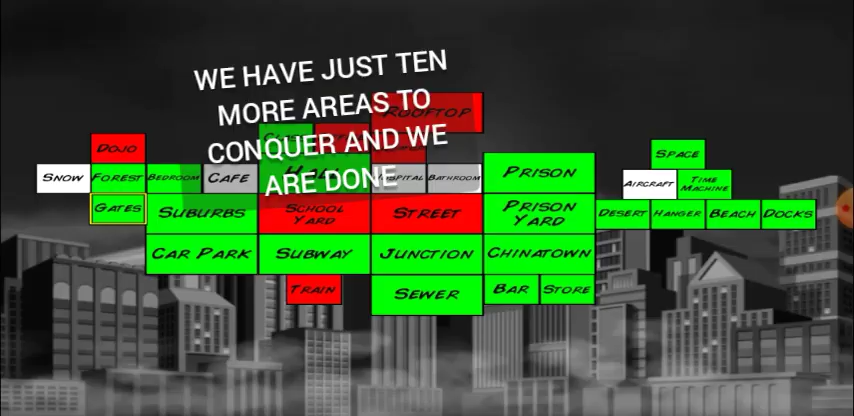 WE HAVE JUST TEN
MORE AREAS TO
CONQUER AND WE
ARE DONE
ROOFTOP
DOJO
SPACE
SNOW
FOREST
BEDROOM
CAFE
BATHROOM
PRISON
AIRCRAFT
TIME
MACHINE
GATES
SUBURBS
SCHOOL
YARD
STREET
PRISON
YARD
DESERT
HANGER
BEACH
DOCKS
CAR PARK
SUBWAY
JUNCTION
CHINATOWN
TRAIN
SEWER
BAR
STORE